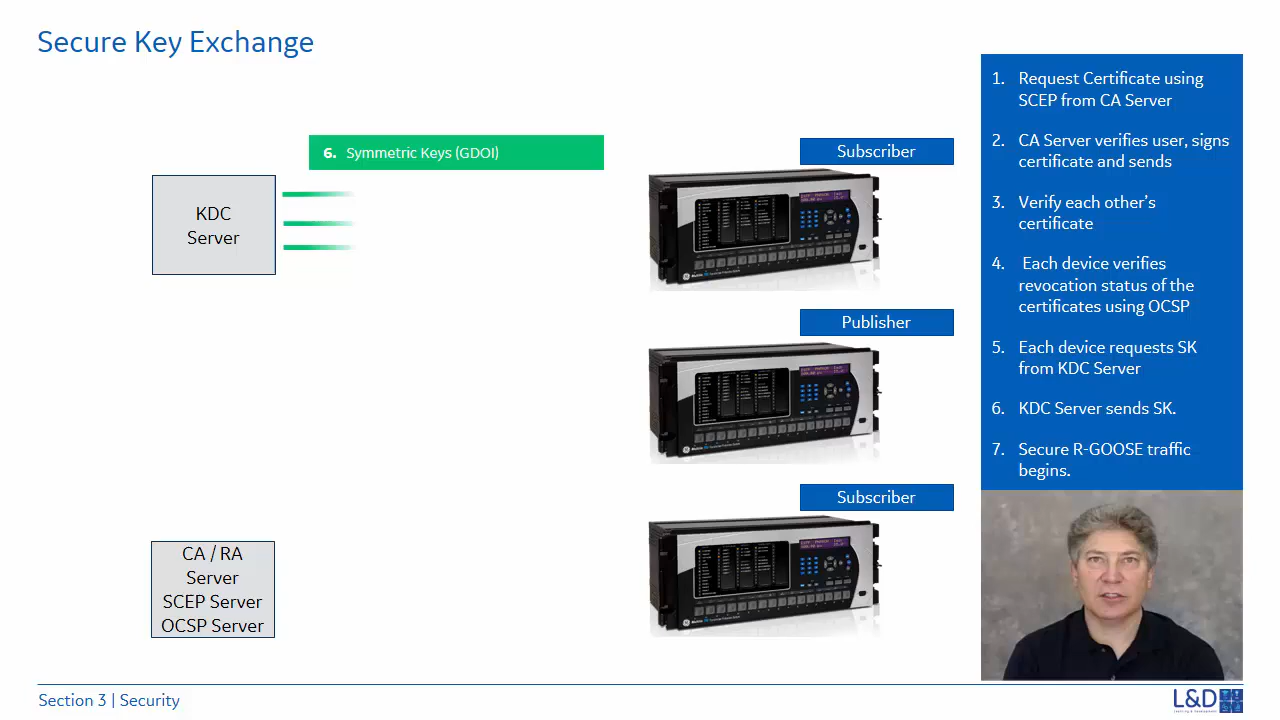 Secure Key Exchange
6. Symmetric Keys (GDOI)
KDC
Server
Subscriber
Publisher
Subscriber
CA / RA
Server
SCEP Server
OCSP Server
1. Request Certificate using
SCEP from CA Server
2. CA Server verifies user, signs
certificate and sends
3. Verify each other's
certificate
4. Each device verifies
revocation status of the
certificates using OCSP
5. Each device requests SK
from KDC Server
6. KDC Server sends SK.
7. Secure R-GOOSE traffic
begins.
Section 3 | Security
L&D